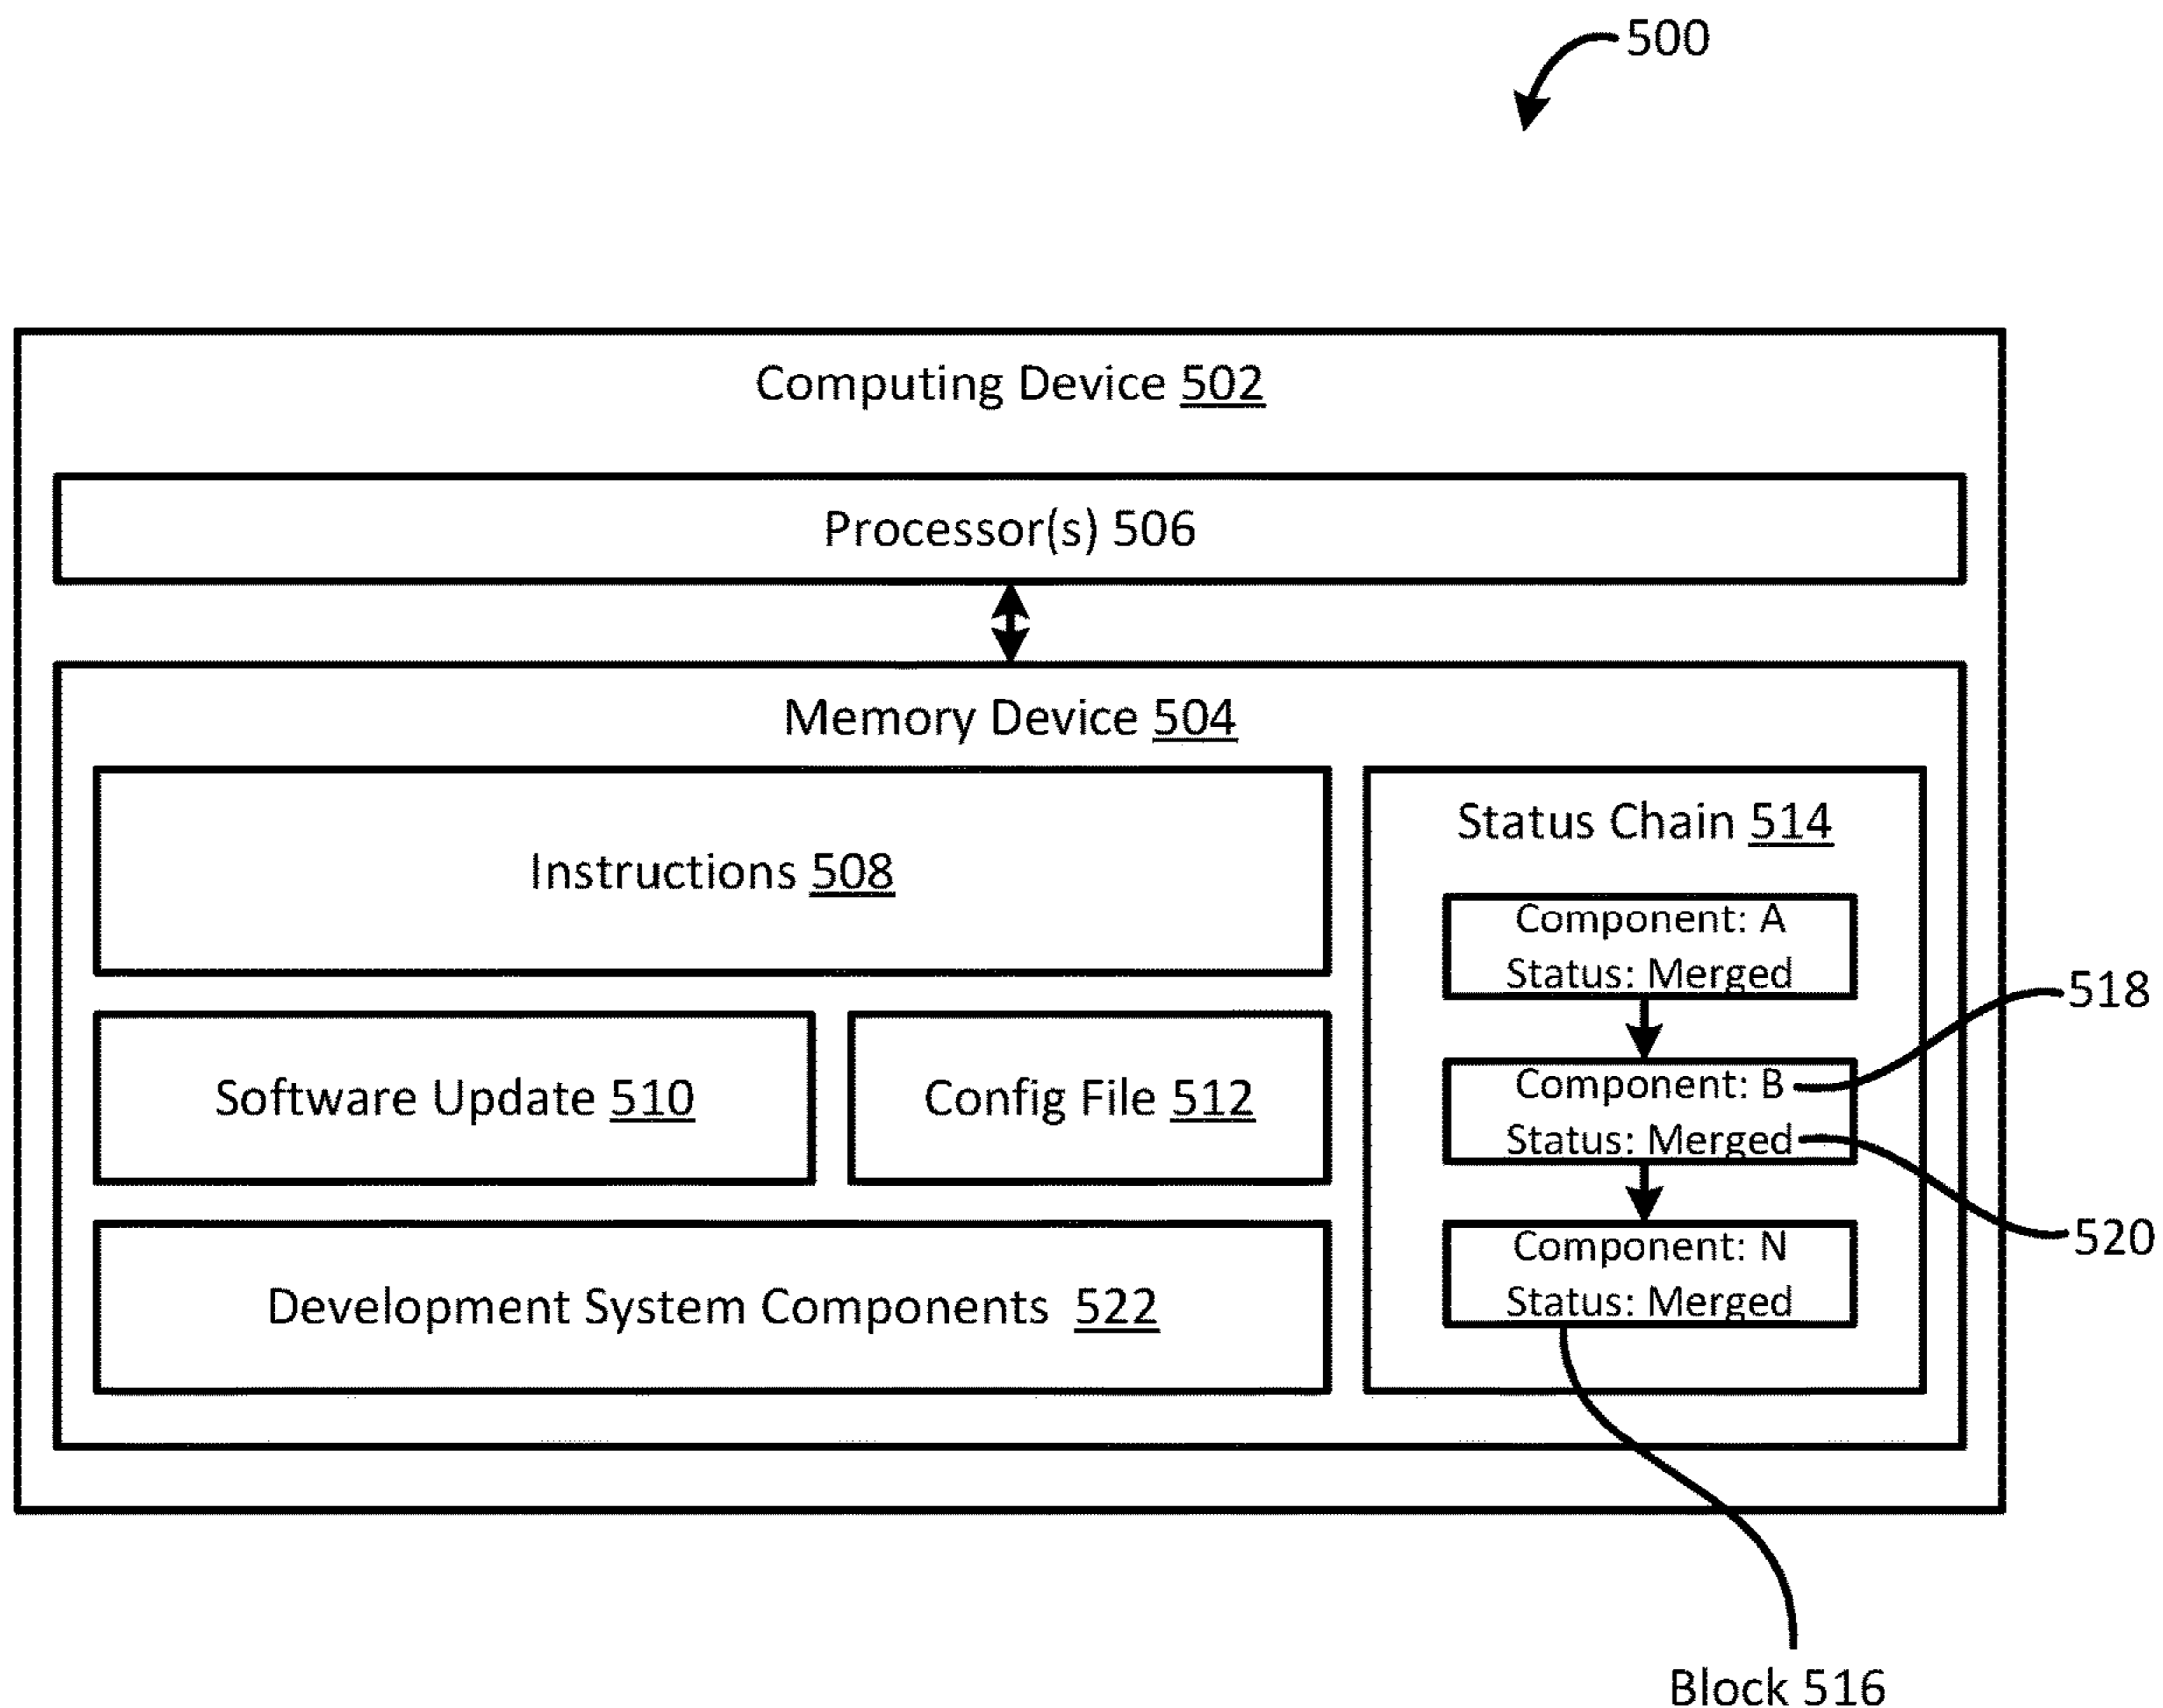 500
Computing Device 502
Processor(s) 506
Memory Device 504
Instructions 508
Software Update 510
Config File 512
Development System Components 522
Status Chain 514
Component: A
Status: Merged
Component: B
Status: Merged
Component: N
Status: Merged
518
520
Block 516